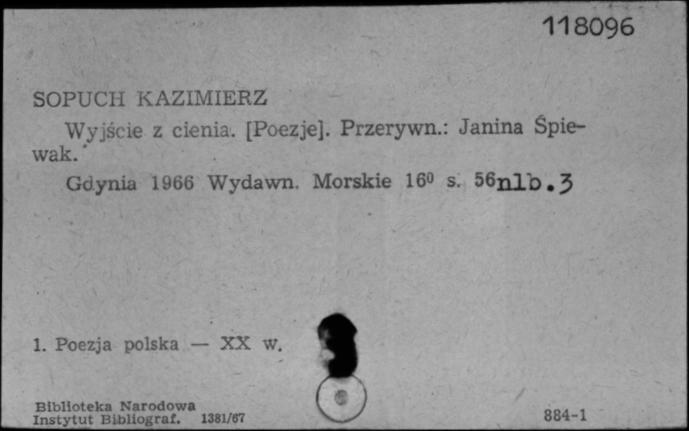 118096
SOPUCH KAZIMIERZ
Wyjście z cienia. [Poezje]. Przerywn.: Janina Śpie-
wak.
Gdynia 1966 Wydawn. Morskie 16⁰ s. 56nlb.3
1. Poezja polska — XX w.
Biblioteka Narodowa
Instytut Bibliograf. 1381/67
884-1